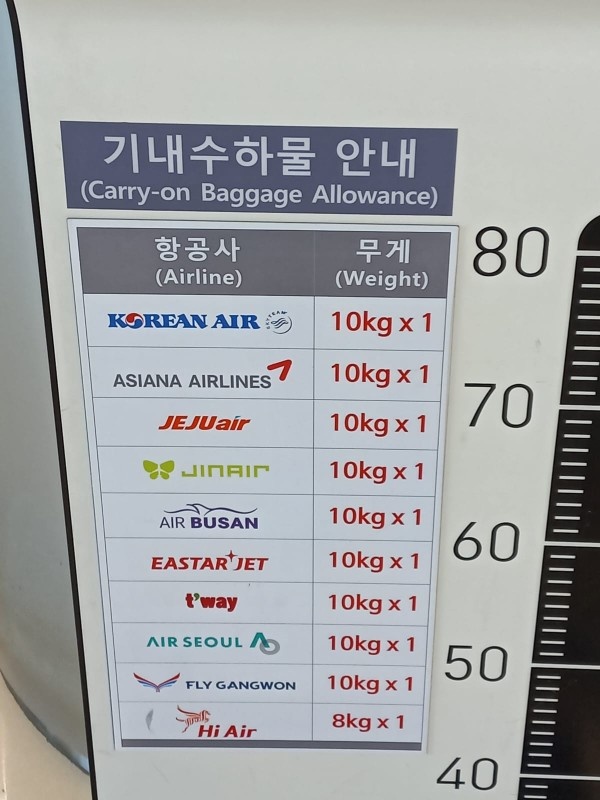 기내수하물 안내
(Carry-on Baggage Allowance)
항공사 무게
(Airline) (Weight)
KOREAN AIR SKYTEAM 10kg x 1
ASIANA AIRLINES 10kg x 1
JEJUair 10kg x 1
JINAIR 10kg x 1
AIR BUSAN 10kg x 1
EASTAR JET 10kg x 1
t'way 10kg x 1
AIR SEOUL 10kg x 1
FLY GANGWON 10kg x 1
Hi Air 8kg x 1
80
70
60
50
40